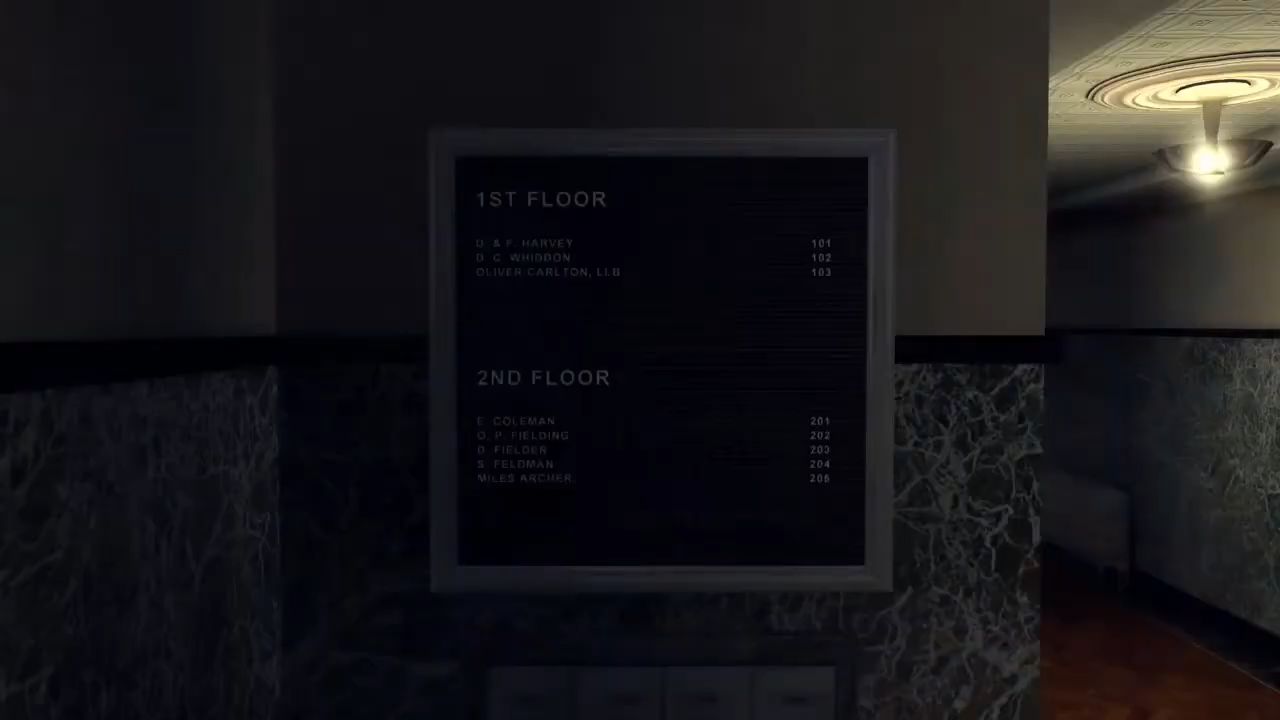 1ST FLOOR
D. & F. HARVEY 101
D. C. WHIDDON 102
OLIVER CARLTON, LLB 103
2ND FLOOR
E. COLEMAN 201
O. P. FIELDING 202
D. FIELDER 203
S. FELDMAN 204
MILES ARCHER 205